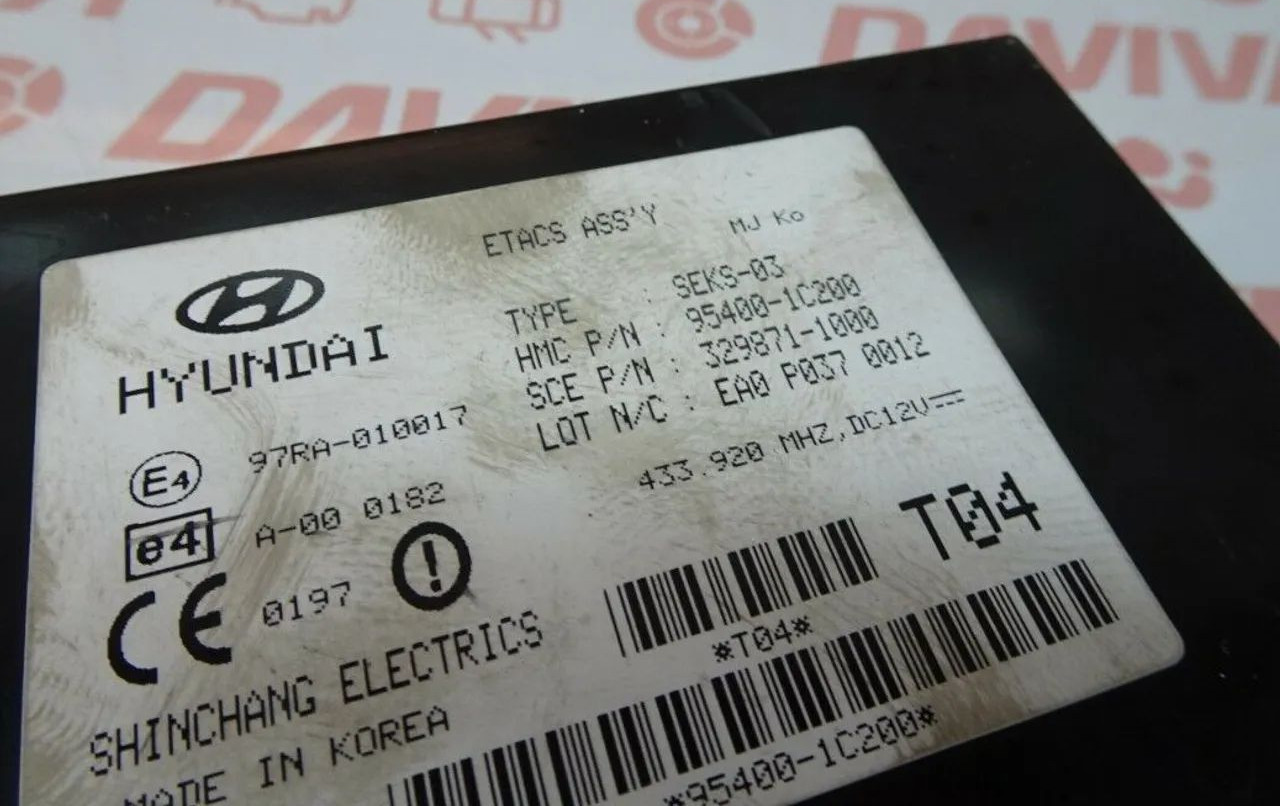 ETACS ASS'Y MJ Ko
HYUNDAI
TYPE : SEKS-03
HMC P/N : 95400-1C200
SCE P/N : 329871-1000
LOT N/C : EA0 P037 0012
433.920 MHZ,DC12V
E4 97RA-010017
e4 A-00 0182
CE 0197
T04
*T04*
SHINCHANG ELECTRICS
MADE IN KOREA
*95400-1C200*